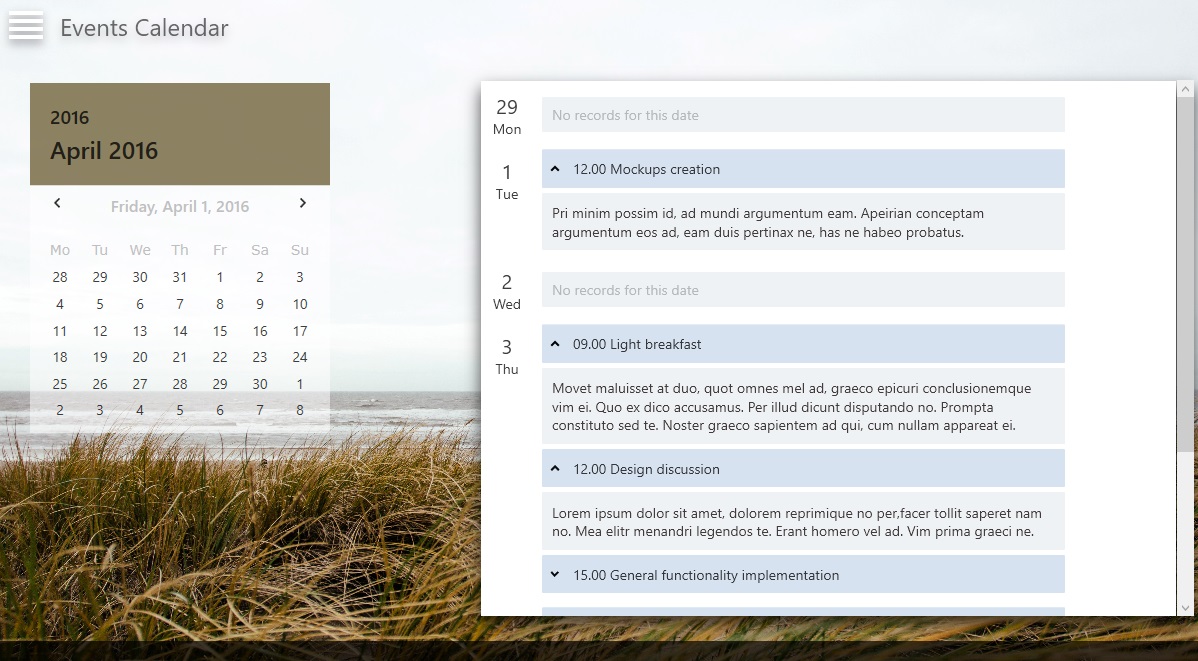 Events Calendar
2016
April 2016
Friday, April 1, 2016
Mo Tu We Th Fr Sa Su
28 29 30 31 1 2 3
4 5 6 7 8 9 10
11 12 13 14 15 16 17
18 19 20 21 22 23 24
25 26 27 28 29 30 1
2 3 4 5 6 7 8
29
Mon
No records for this date
1
Tue
12.00 Mockups creation
Pri minim possim id, ad mundi argumentum eam. Apeirian conceptam
argumentum eos ad, eam duis pertinax ne, has ne habeo probatus.
2
Wed
No records for this date
3
Thu
09.00 Light breakfast
Movet maluisset at duo, quot omnes mel ad, graeco epicuri conclusionemque
vim ei. Quo ex dico accusamus. Per illud dicunt disputando no. Prompta
constituto sed te. Noster graeco sapientem ad qui, cum nullam appareat ei.
12.00 Design discussion
Lorem ipsum dolor sit amet, dolorem reprimique no per,facer tollit saperet nam
no. Mea elitr menandri legendos te. Erant homero vel ad. Vim prima graeci ne.
15.00 General functionality implementation